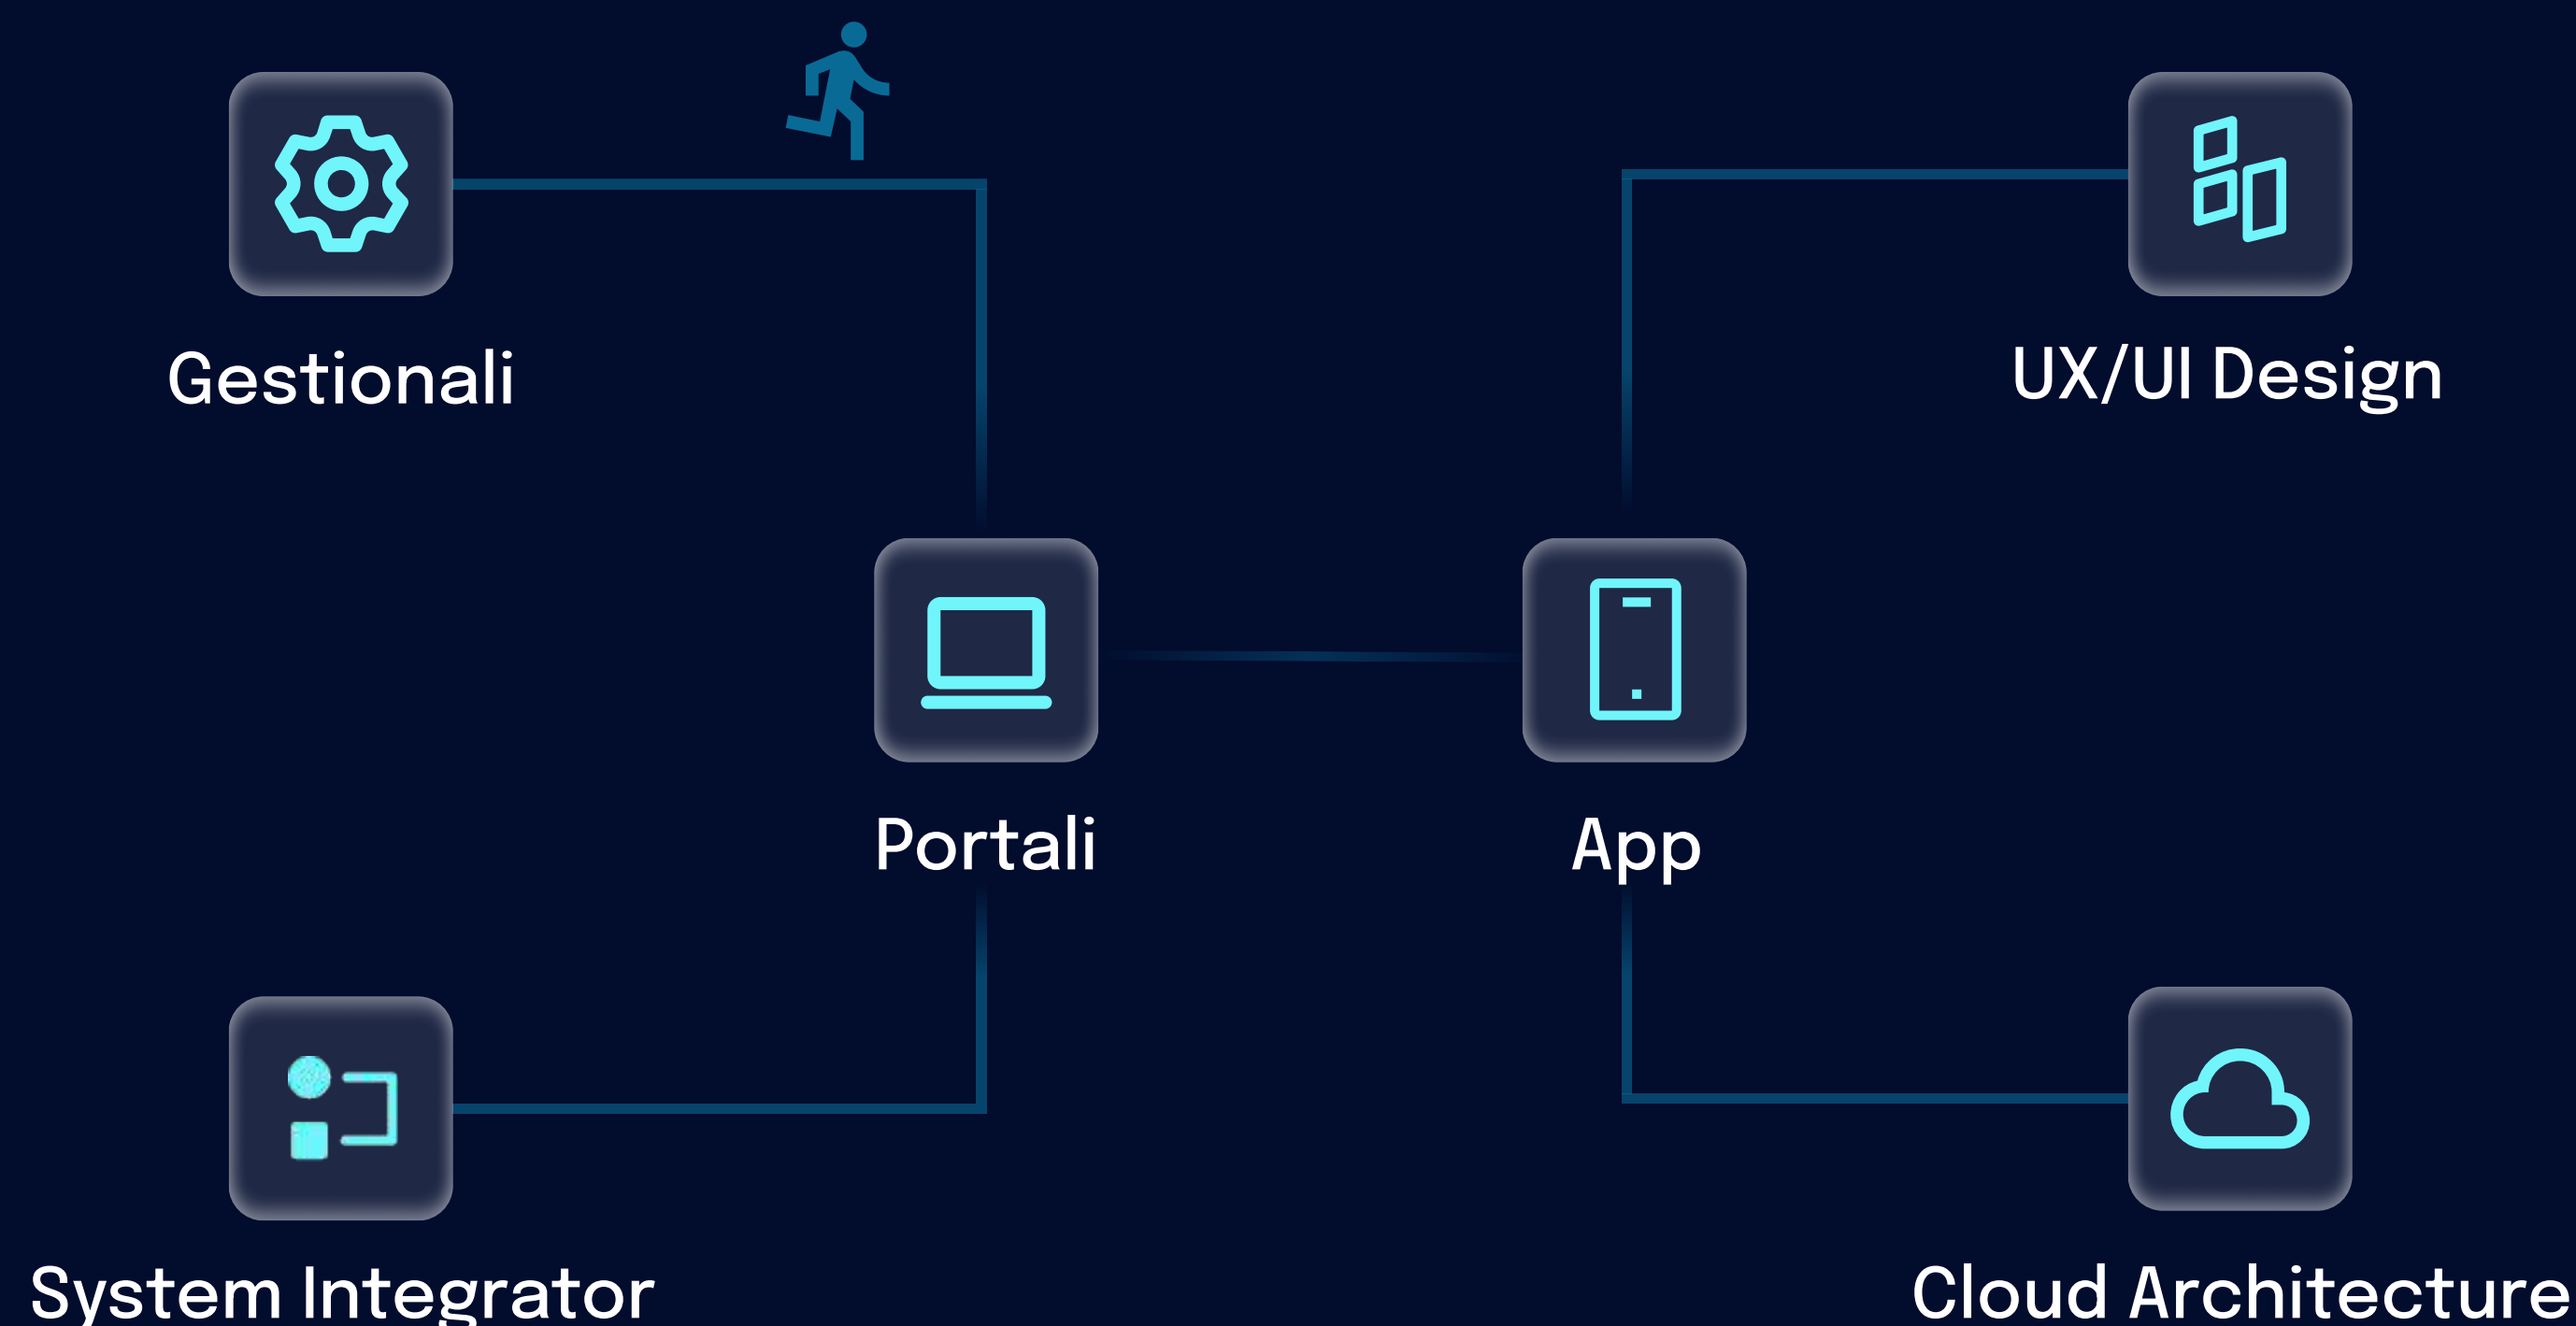 Gestionali
UX/UI Design
Portali
App
System Integrator
Cloud Architecture